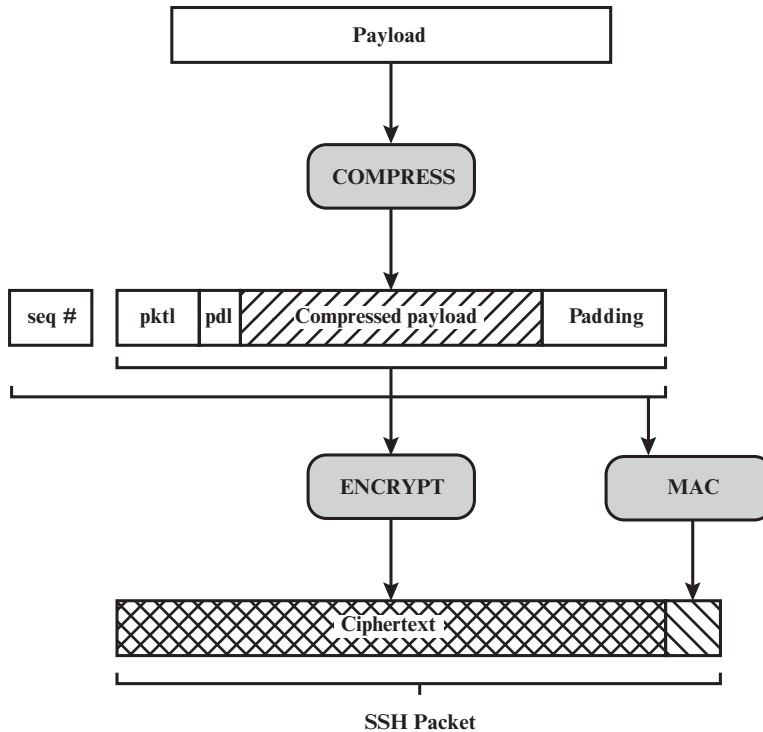 Payload
COMPRESS
seq # pktl pdl Compressed payload Padding
ENCRYPT MAC
Ciphertext
SSH Packet